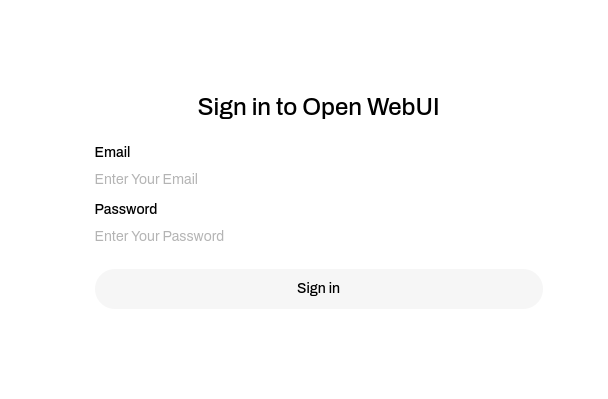 Sign in to Open WebUI
Email
Enter Your Email
Password
Enter Your Password
Sign in